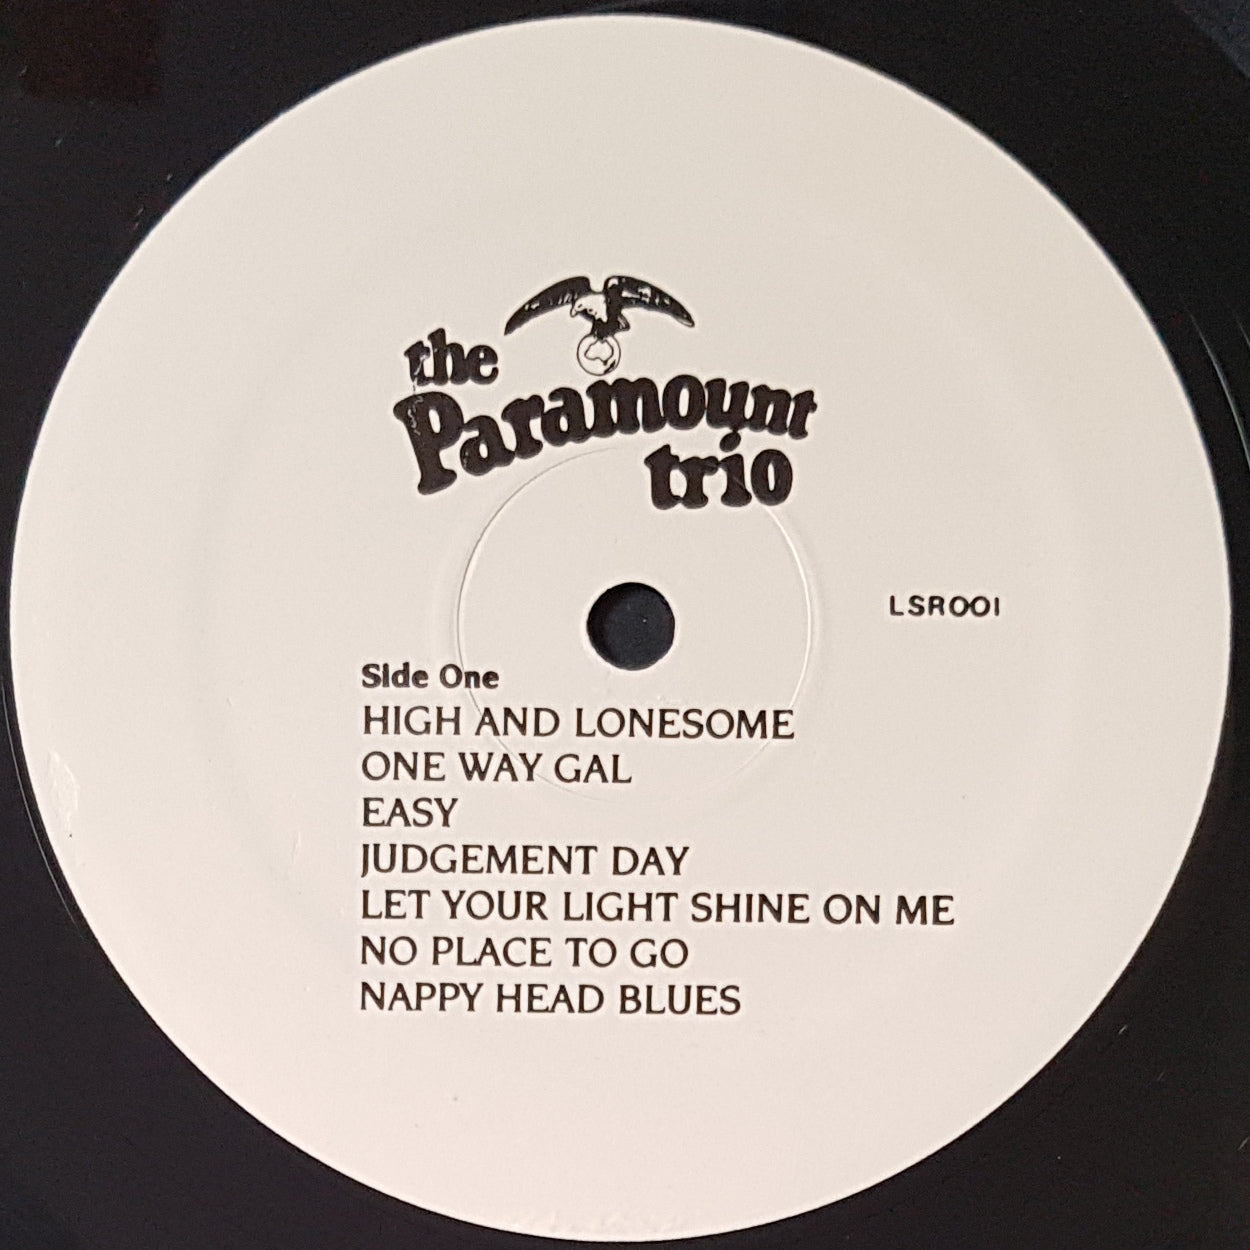 the
Paramount
trio
LSR001
Side One
HIGH AND LONESOME
ONE WAY GAL
EASY
JUDGEMENT DAY
LET YOUR LIGHT SHINE ON ME
NO PLACE TO GO
NAPPY HEAD BLUES